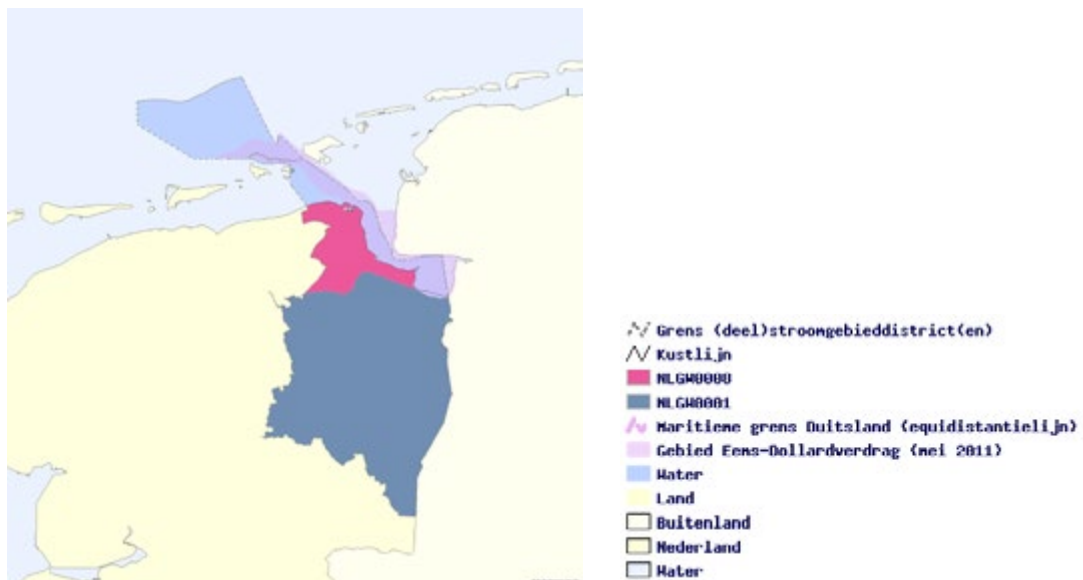 Grens (deel)stroomgebieddistrict(en)
Kustlijn
NLGW0008
NLGW0001
Maritieme grens Duitsland (equidistantielijn)
Gebied Eems-Dollardverdrag (mei 2011)
Water
Land
Buitenland
Nederland
Water